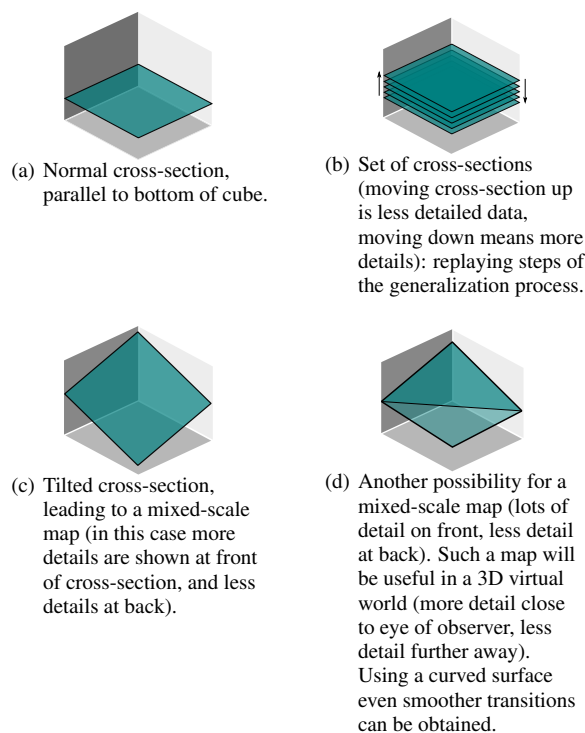 (a) Normal cross-section,
parallel to bottom of cube.
(b) Set of cross-sections
(moving cross-section up
is less detailed data,
moving down means more
details): replaying steps of
the generalization process.
(c) Tilted cross-section,
leading to a mixed-scale
map (in this case more
details are shown at front
of cross-section, and less
details at back).
(d) Another possibility for a
mixed-scale map (lots of
detail on front, less detail
at back). Such a map will
be useful in a 3D virtual
world (more detail close
to eye of observer, less
detail further away).
Using a curved surface
even smoother transitions
can be obtained.